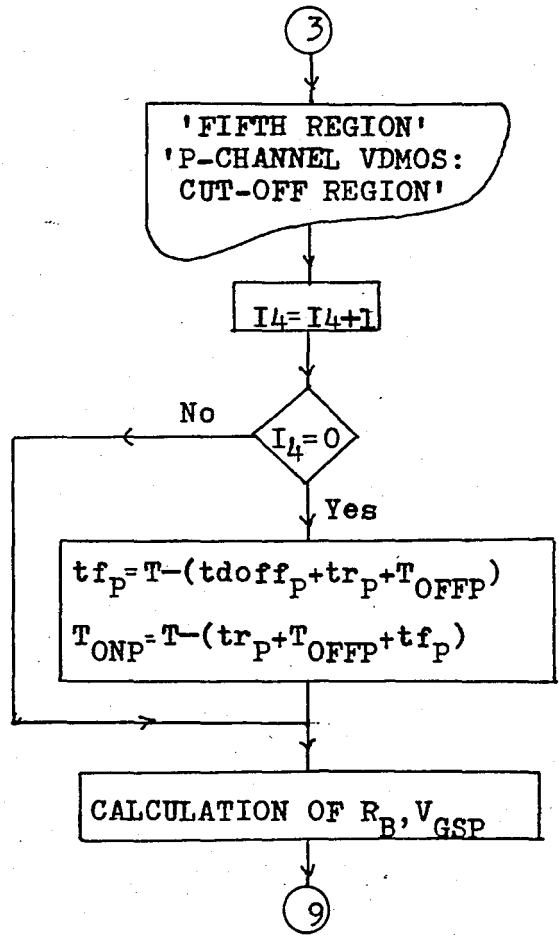 3
'FIFTH REGION'
'P-CHANNEL VDMOS:
CUT-OFF REGION'
I4=I4+1
No
I4=0
Yes
tfP=T-(tdoffP+trP+TOFFP)
TONP=T-(trP+TOFFP+tfP)
CALCULATION OF RB,VGSP
9